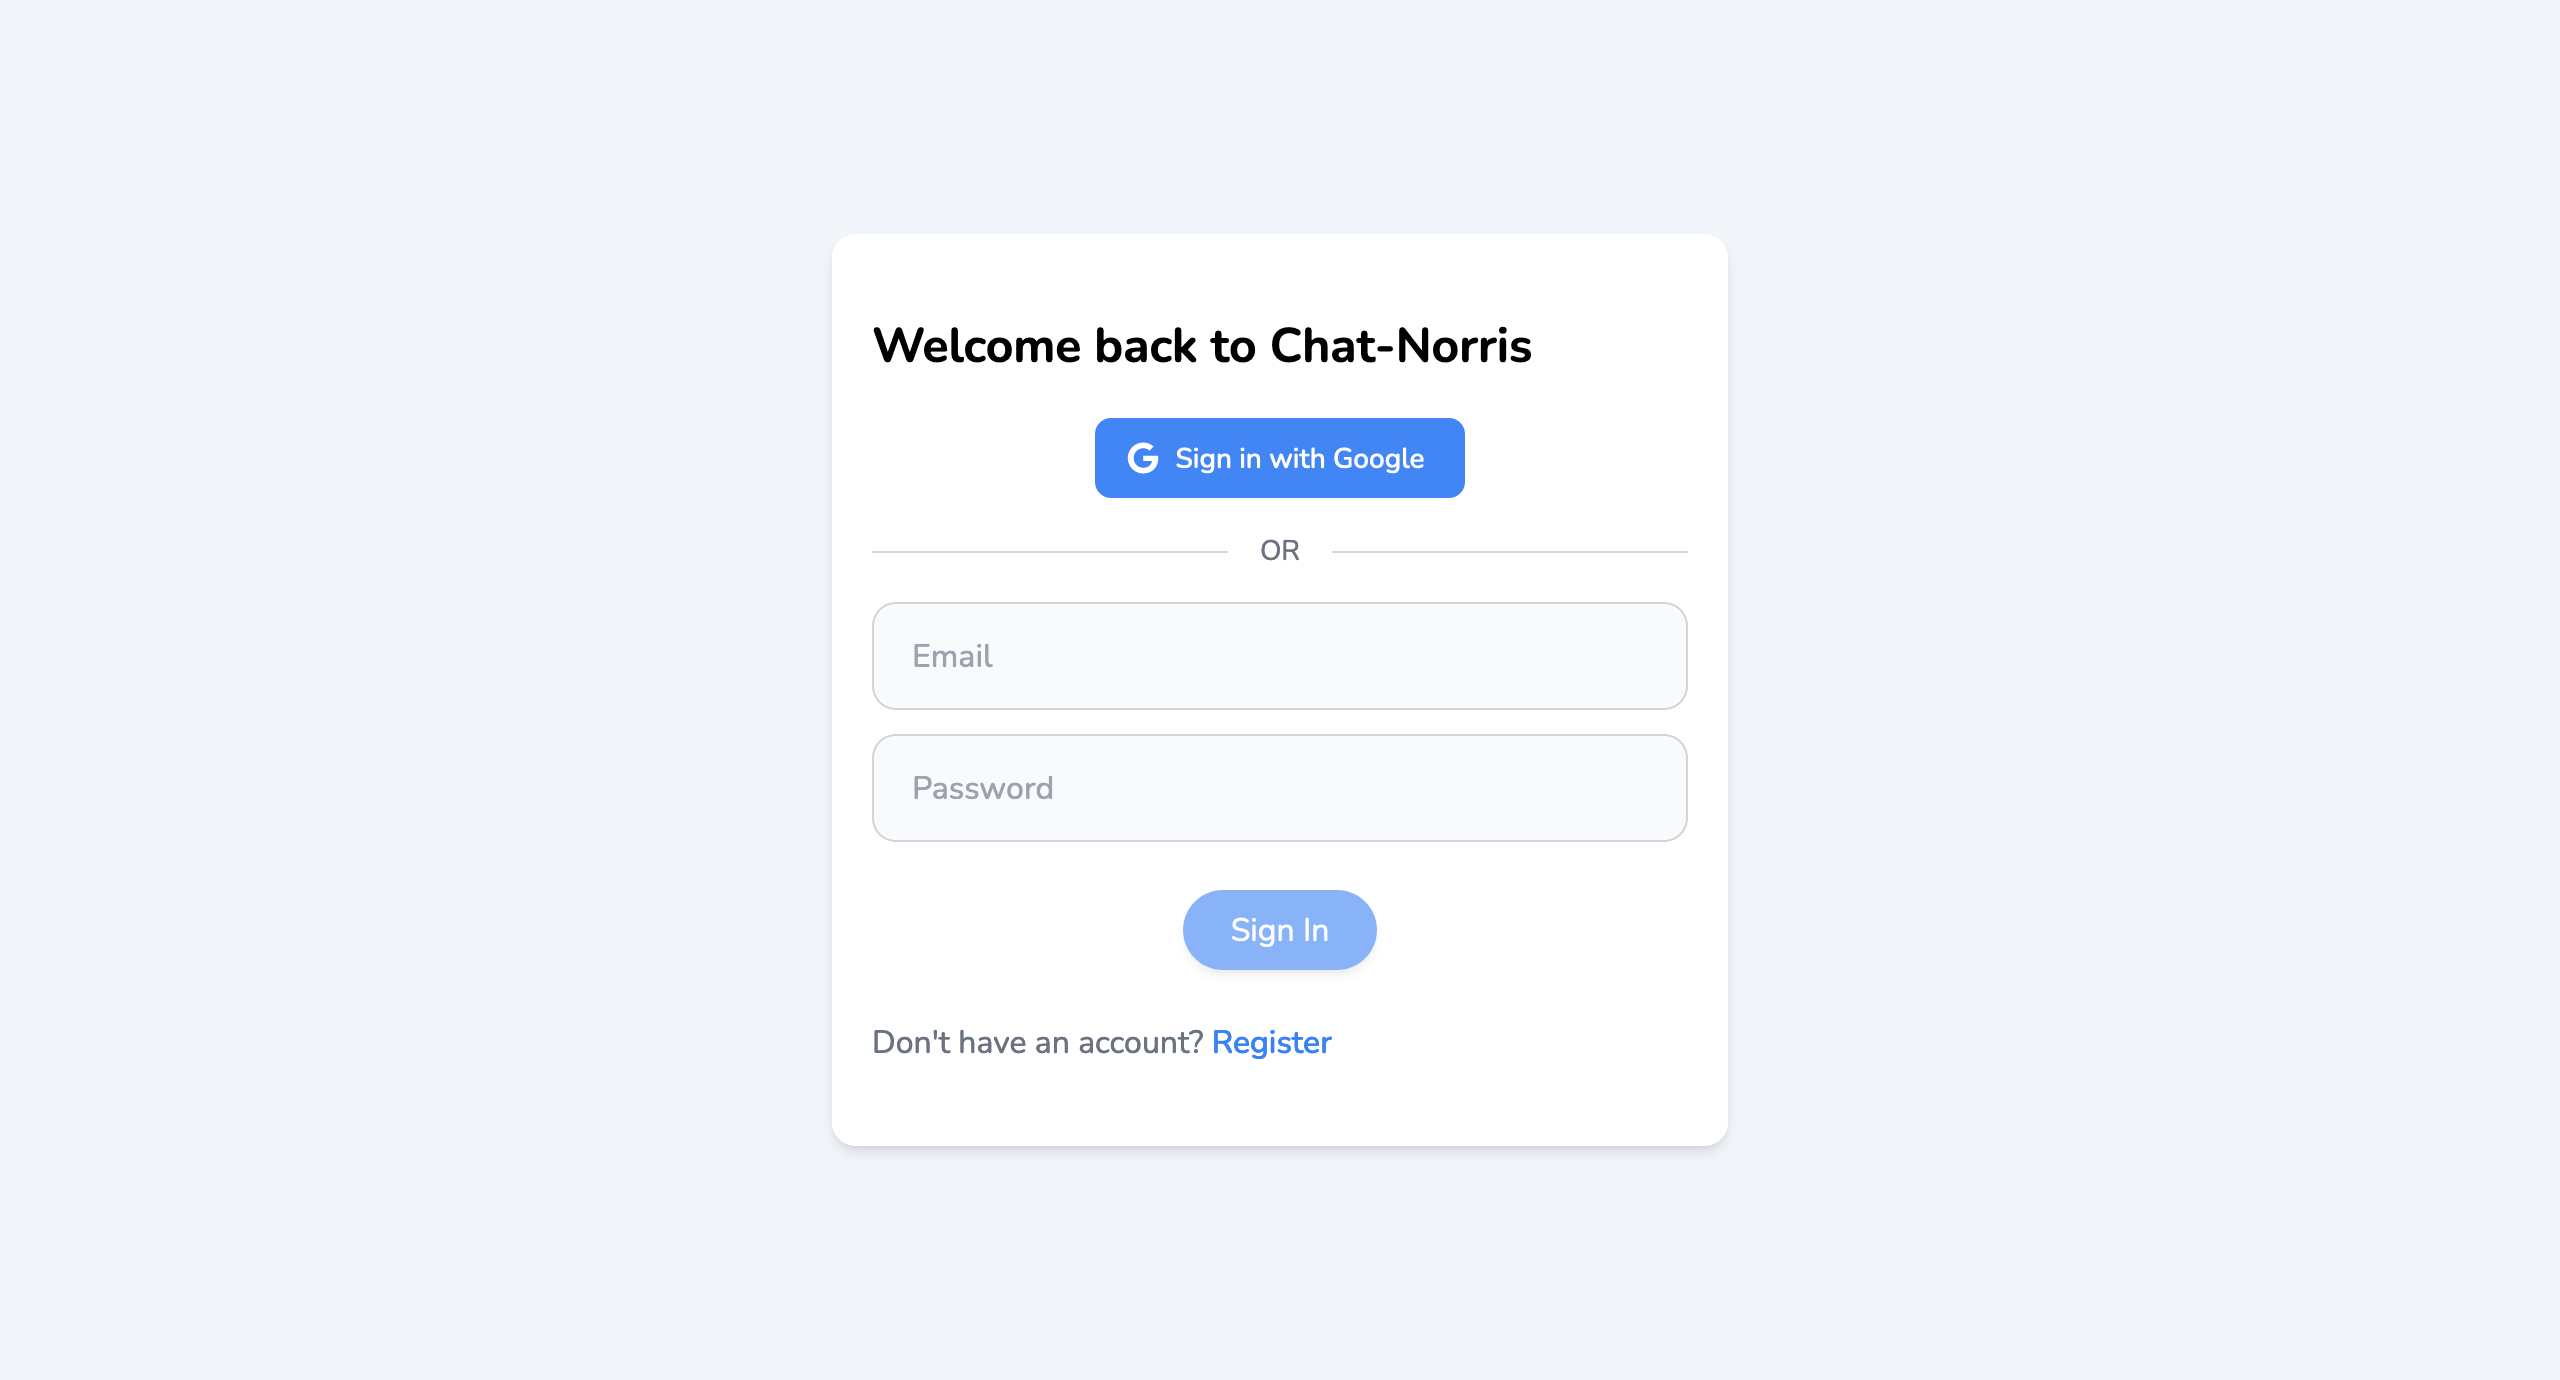 Welcome back to Chat-Norris
Sign in with Google
OR
Email
Password
Sign In
Don't have an account? Register